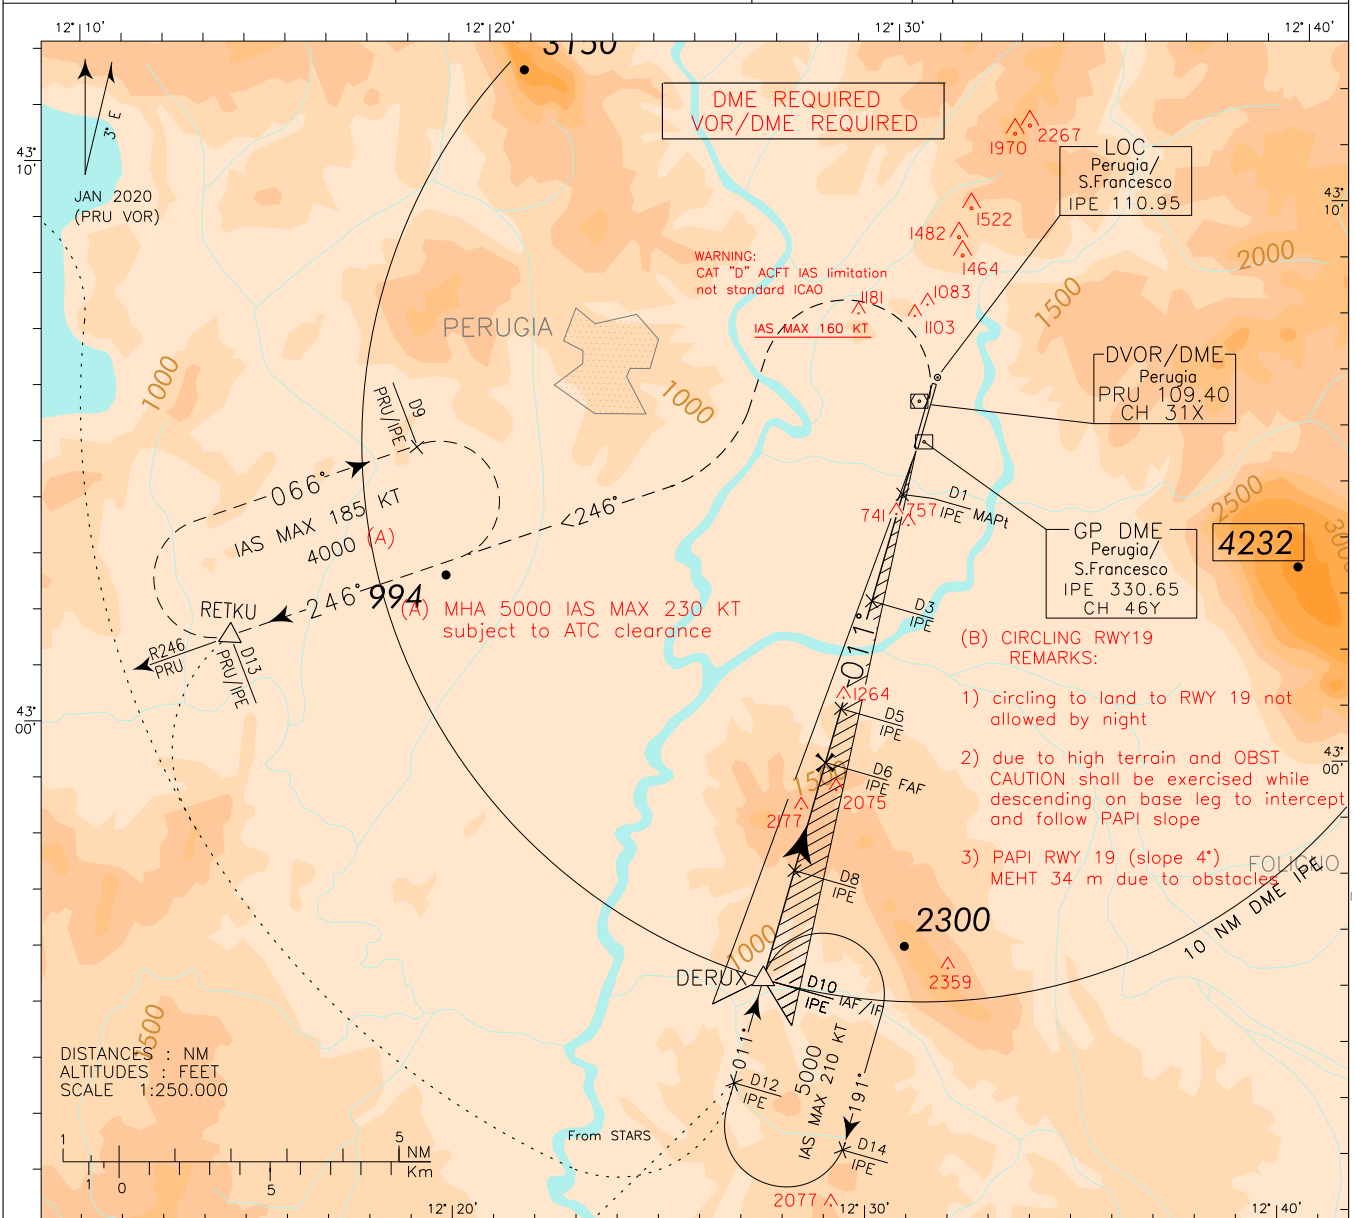 12° 10'
12° 20'
12° 30'
12° 40'
3150
3° E
JAN 2020
(PRU VOR)
43°
10'
43°
10'
DME REQUIRED
VOR/DME REQUIRED
1970
2267
LOC
Perugia/
S.Francesco
IPE 110.95
1522
1482
1464
2000
WARNING:
CAT "D" ACFT IAS limitation
not standard ICAO
1181
1083
1103
1500
IAS MAX 160 KT
PERUGIA
1000
1000
DVOR/DME
Perugia
PRU 109.40
CH 31X
D9
PRU/IPE
066°
IAS MAX 185 KT
4000 (A)
<246°
D1
IPE MAPt
741
757
2500
3000
4232
GP DME
Perugia/
S.Francesco
IPE 330.65
CH 46Y
RETKU
246°
994
(A) MHA 5000 IAS MAX 230 KT
subject to ATC clearance
D3
IPE
R246
PRU
D13
PRU/IPE
011°
(B) CIRCLING RWY19
REMARKS:
1) circling to land to RWY 19 not
allowed by night
2) due to high terrain and OBST
CAUTION shall be exercised while
descending on base leg to intercept
and follow PAPI slope
3) PAPI RWY 19 (slope 4°)
MEHT 34 m due to obstacles
43°
00'
43°
00'
1264
D5
IPE
D6
IPE FAF
1500
2075
2177
FOLIGNO
D8
IPE
10 NM DME IPE
2300
1000
2359
DERUX
D10
IPE IAF/IF
1500
DISTANCES : NM
ALTITUDES : FEET
SCALE 1:250.000
011°
5000
IAS MAX 210 KT
191°
D12
IPE
From STARS
D14
IPE
1
5
NM
Km
1
0
5
2077
12° 20'
12° 30'
12° 40'